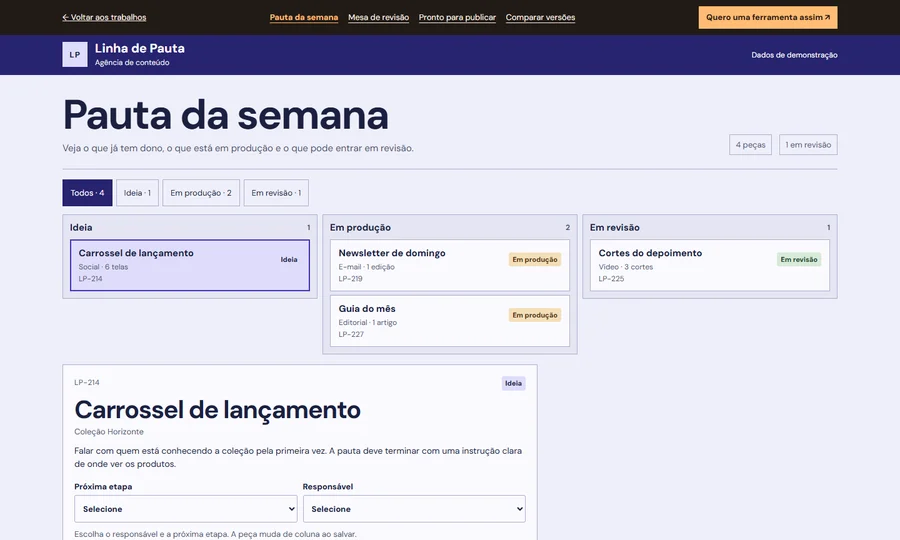 ← Voltar aos trabalhos
Pauta da semana
Mesa de revisão
Pronto para publicar
Comparar versões
Quero uma ferramenta assim ↗
LP
Linha de Pauta
Agência de conteúdo
Dados de demonstração
Pauta da semana
Veja o que já tem dono, o que está em produção e o que pode entrar em revisão.
4 peças
1 em revisão
Todos · 4
Ideia · 1
Em produção · 2
Em revisão · 1
Ideia 1
Carrossel de lançamento
Social · 6 telas
LP-214
Ideia
Em produção 2
Newsletter de domingo
E-mail · 1 edição
LP-219
Em produção
Guia do mês
Editorial · 1 artigo
LP-227
Em produção
Em revisão 1
Cortes do depoimento
Vídeo · 3 cortes
LP-225
Em revisão
LP-214
Ideia
Carrossel de lançamento
Coleção Horizonte
Falar com quem está conhecendo a coleção pela primeira vez. A pauta deve terminar com uma instrução clara
de onde ver os produtos.
Próxima etapa
Selecione
Responsável
Selecione
Escolha o responsável e a próxima etapa. A peça muda de coluna ao salvar.